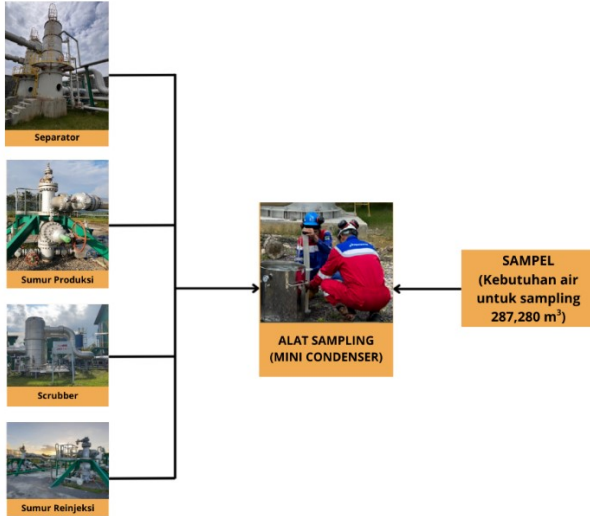 Separator
Sumur Produksi
Scrubber
Sumur Reinjeksi
ALAT SAMPLING
(MINI CONDENSER)
SAMPEL
(Kebutuhan air
untuk sampling
287,280 m³)